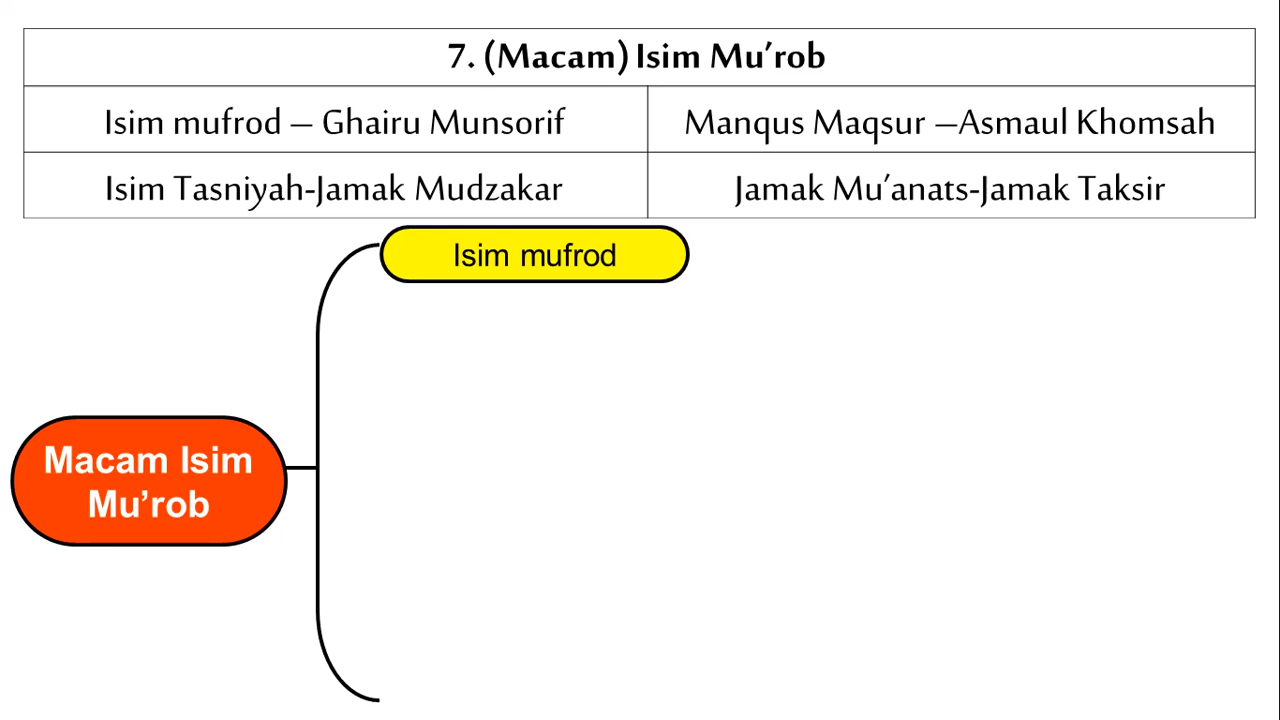 7. (Macam) Isim Mu’rob
Isim mufrod – Ghairu Munsorif
Manqus Maqsur –Asmaul Khomsah
Isim Tasniyah-Jamak Mudzakar
Jamak Mu’anats-Jamak Taksir
Isim mufrod
Macam Isim
Mu’rob